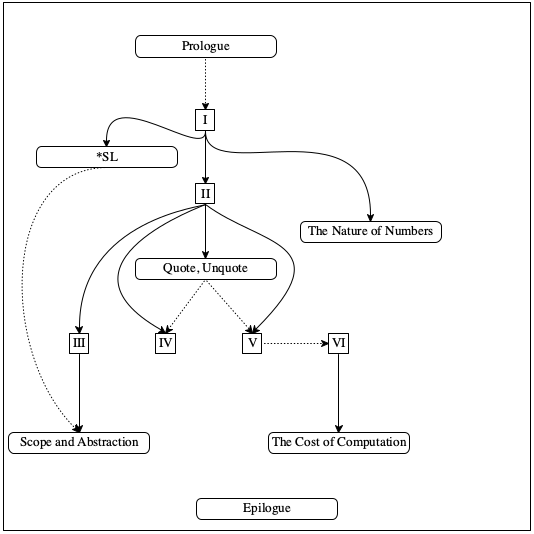 Prologue
I
*SL
II
The Nature of Numbers
Quote, Unquote
III
IV
V
VI
Scope and Abstraction
The Cost of Computation
Epilogue